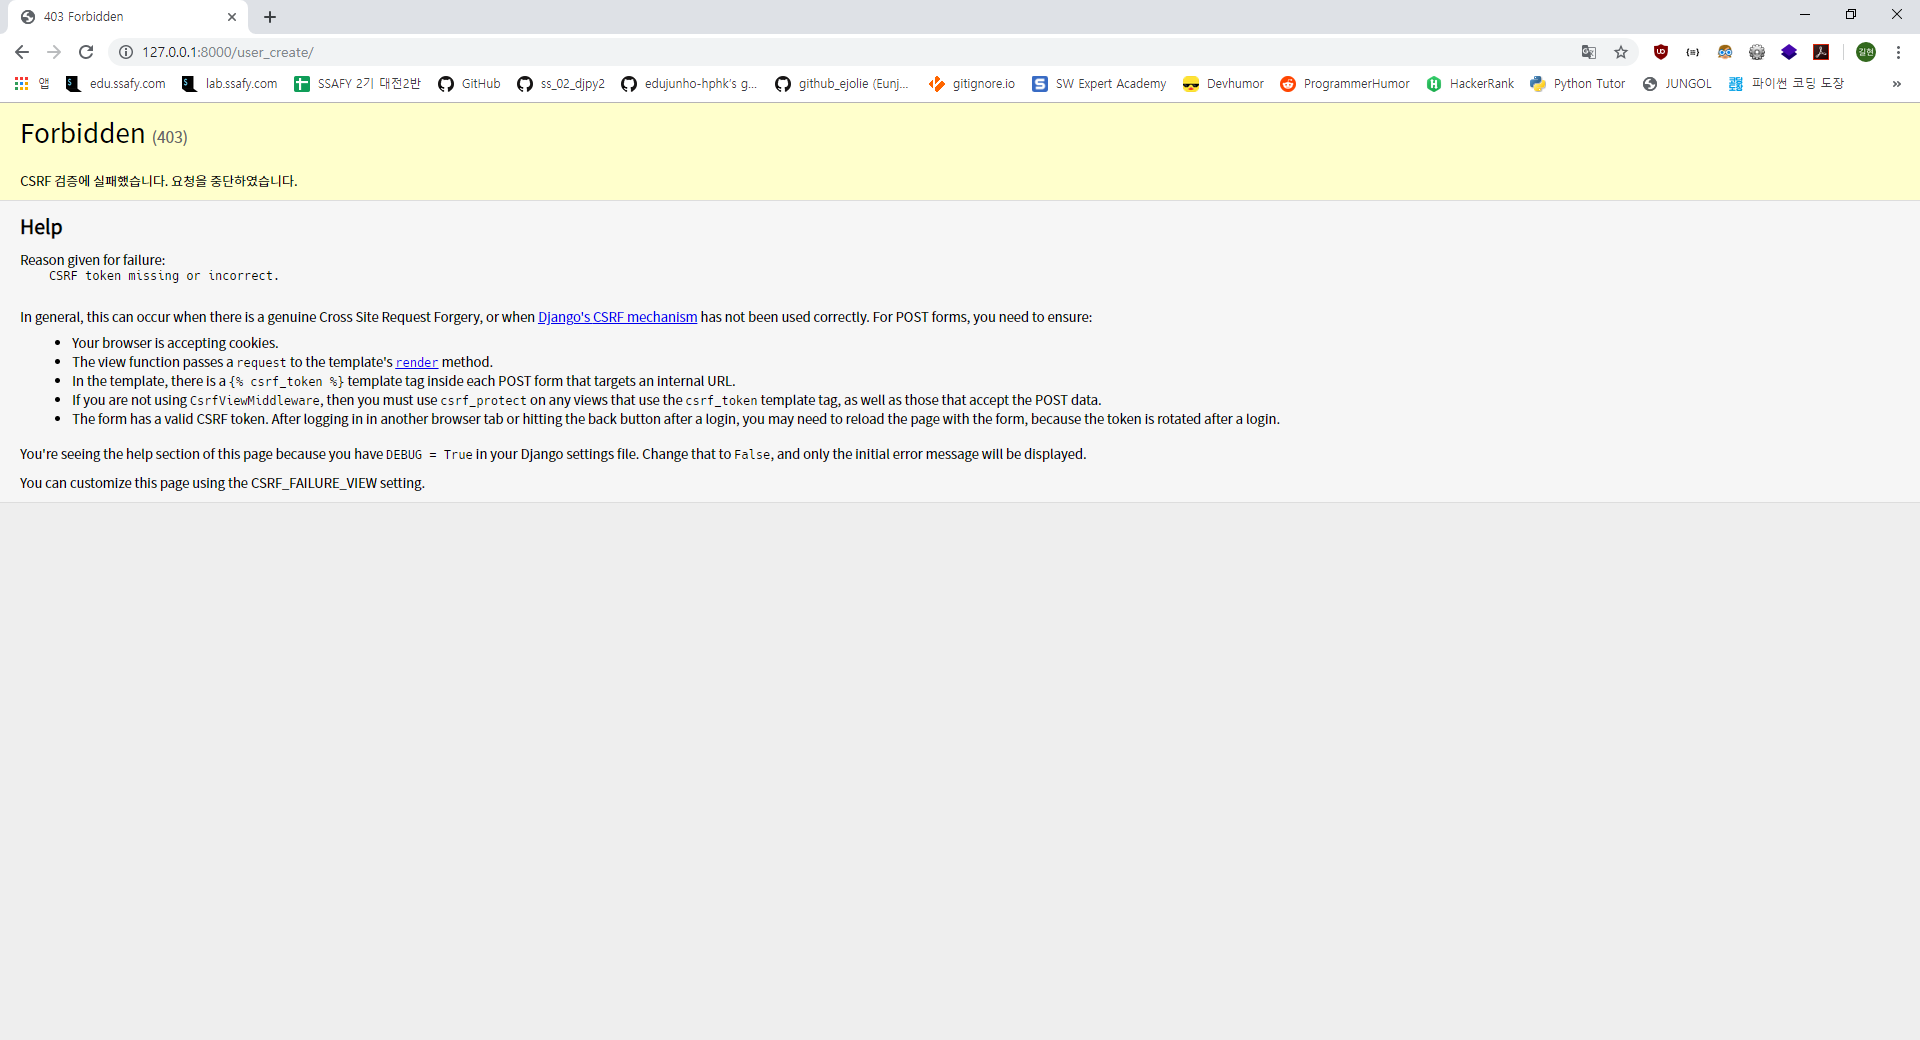 403 Forbidden
127.0.0.1:8000/user_create/
길현
앱 edu.ssafy.com lab.ssafy.com SSAFY 2기 대전2반 GitHub ss_02_djpy2 edujunho-hphk's g... github_ejolie (Eunj... gitignore.io SW Expert Academy Devhumor ProgrammerHumor HackerRank Python Tutor JUNGOL 파이썬 코딩 도장 »
Forbidden (403)
CSRF 검증에 실패했습니다. 요청을 중단하였습니다.
Help
Reason given for failure:
CSRF token missing or incorrect.
In general, this can occur when there is a genuine Cross Site Request Forgery, or when Django's CSRF mechanism has not been used correctly. For POST forms, you need to ensure:
• Your browser is accepting cookies.
• The view function passes a request to the template's render method.
• In the template, there is a {% csrf_token %} template tag inside each POST form that targets an internal URL.
• If you are not using CsrfViewMiddleware, then you must use csrf_protect on any views that use the csrf_token template tag, as well as those that accept the POST data.
• The form has a valid CSRF token. After logging in in another browser tab or hitting the back button after a login, you may need to reload the page with the form, because the token is rotated after a login.
You're seeing the help section of this page because you have DEBUG = True in your Django settings file. Change that to False, and only the initial error message will be displayed.
You can customize this page using the CSRF_FAILURE_VIEW setting.